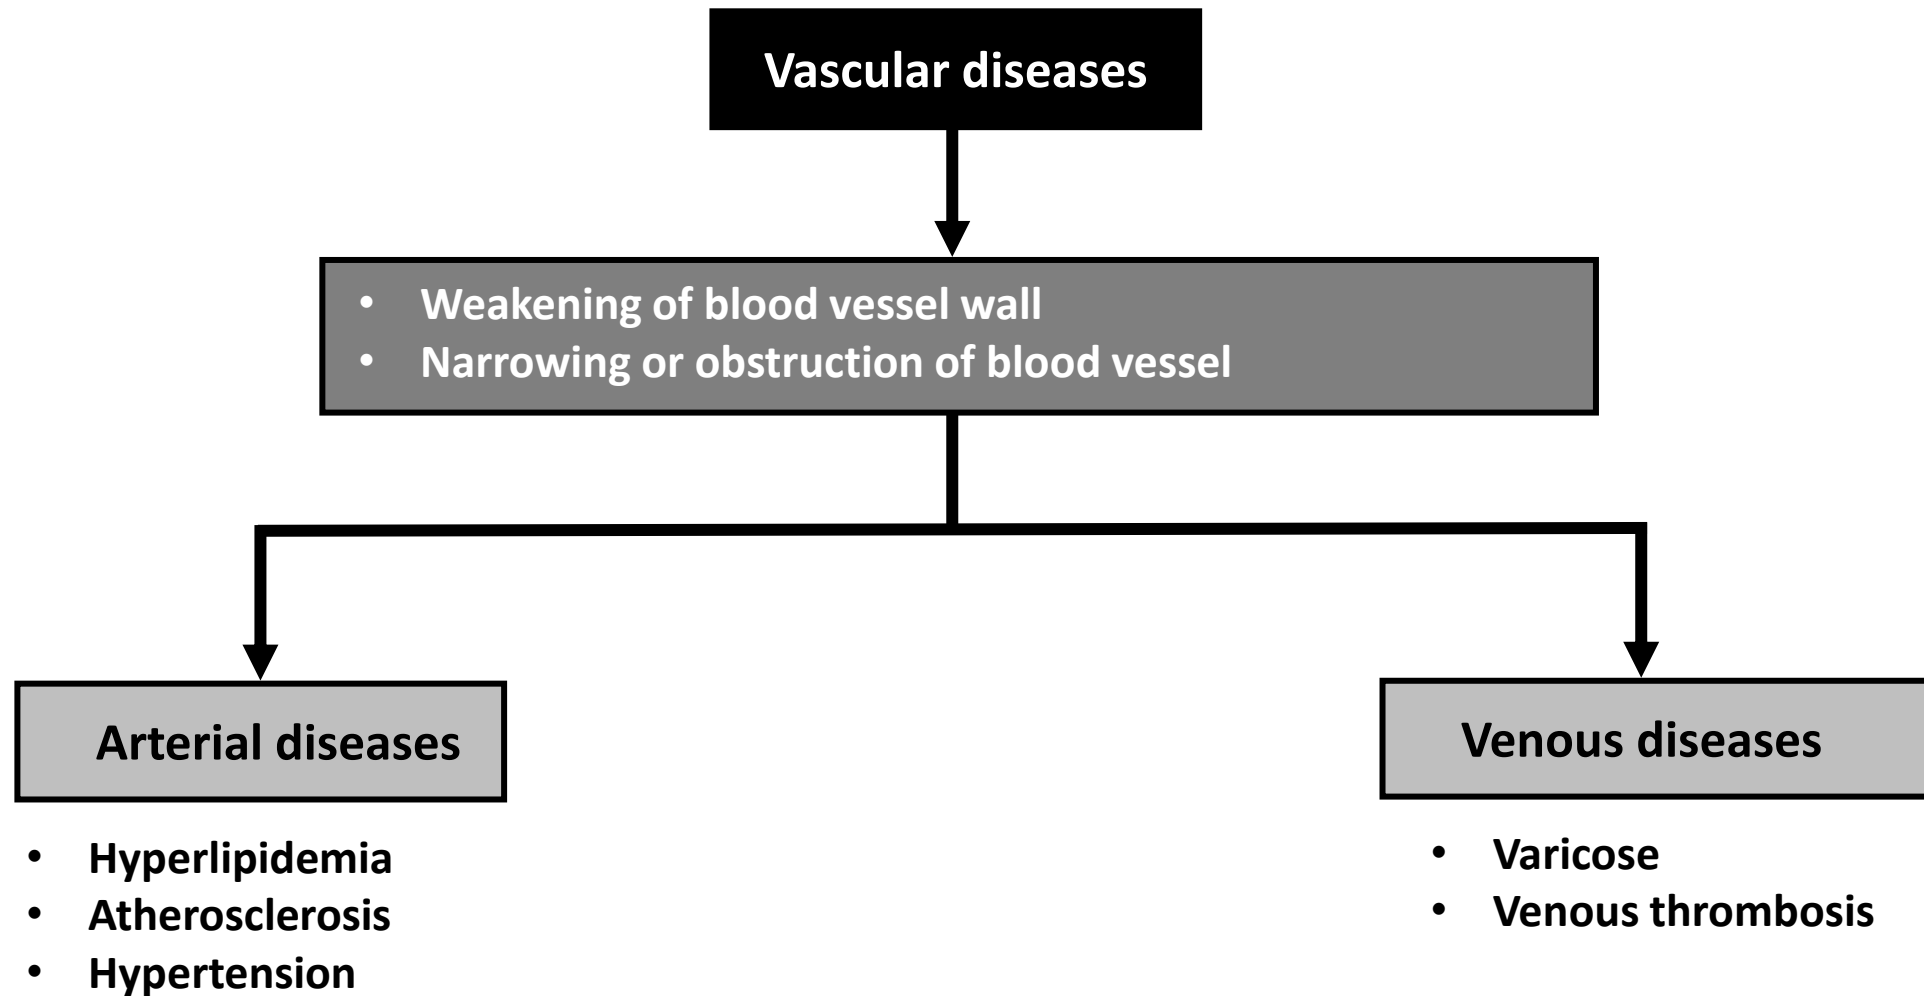 Vascular diseases
• Weakening of blood vessel wall
• Narrowing or obstruction of blood vessel
Arterial diseases
• Hyperlipidemia
• Atherosclerosis
• Hypertension
Venous diseases
• Varicose
• Venous thrombosis